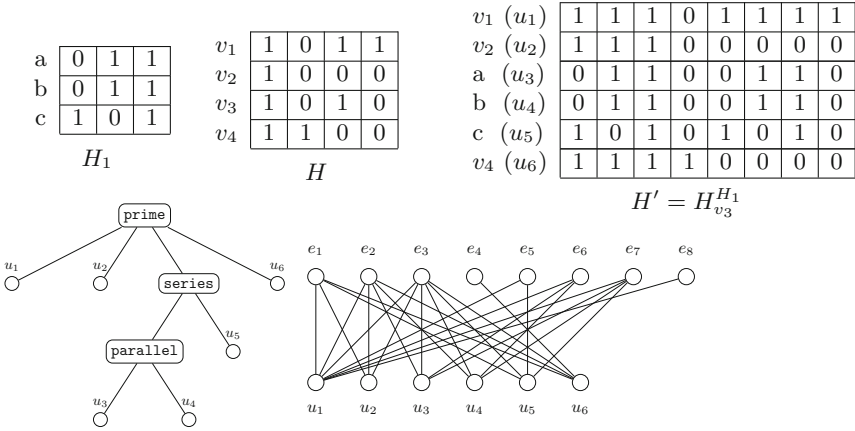 a 0 1 1
b 0 1 1
c 1 0 1
H₁
v₁ 1 0 1 1
v₂ 1 0 0 0
v₃ 1 0 1 0
v₄ 1 1 0 0
H
v₁ (u₁) 1 1 1 0 1 1 1 1
v₂ (u₂) 1 1 1 0 0 0 0 0
a (u₃) 0 1 1 0 0 1 1 0
b (u₄) 0 1 1 0 0 1 1 0
c (u₅) 1 0 1 0 1 0 1 0
v₄ (u₆) 1 1 1 1 0 0 0 0
H′ = H_{v₃}^{H₁}
prime
u₁ u₂ series u₆
parallel u₅
u₃ u₄
e₁ e₂ e₃ e₄ e₅ e₆ e₇ e₈
u₁ u₂ u₃ u₄ u₅ u₆